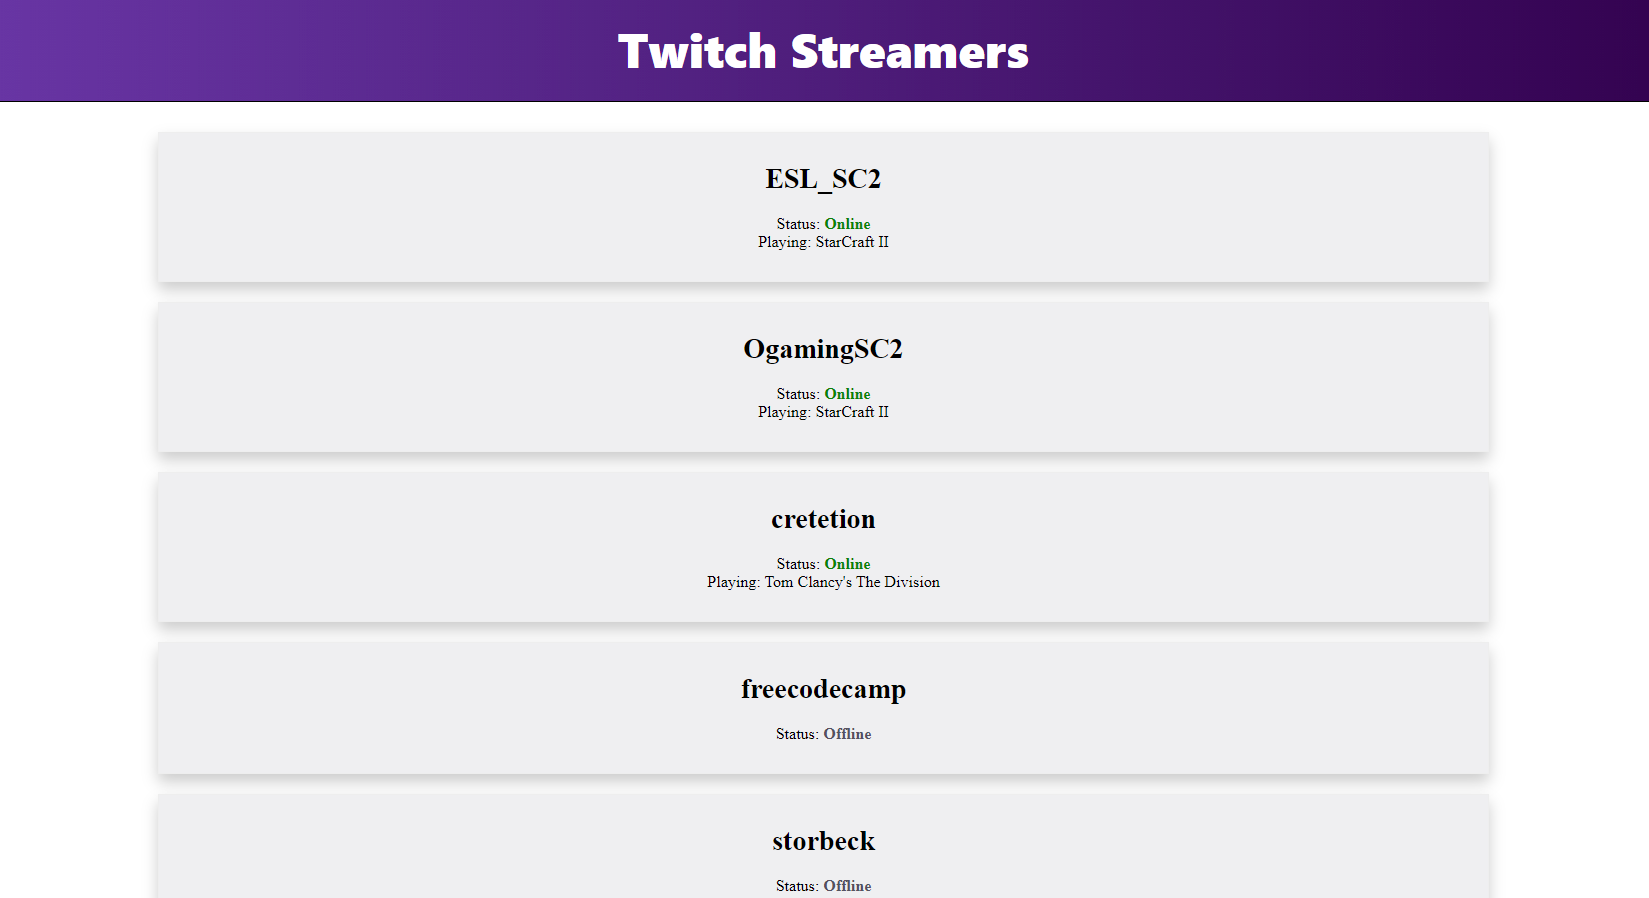 Twitch Streamers
ESL_SC2
Status: Online
Playing: StarCraft II
OgamingSC2
Status: Online
Playing: StarCraft II
cretetion
Status: Online
Playing: Tom Clancy's The Division
freecodecamp
Status: Offline
storbeck
Status: Offline